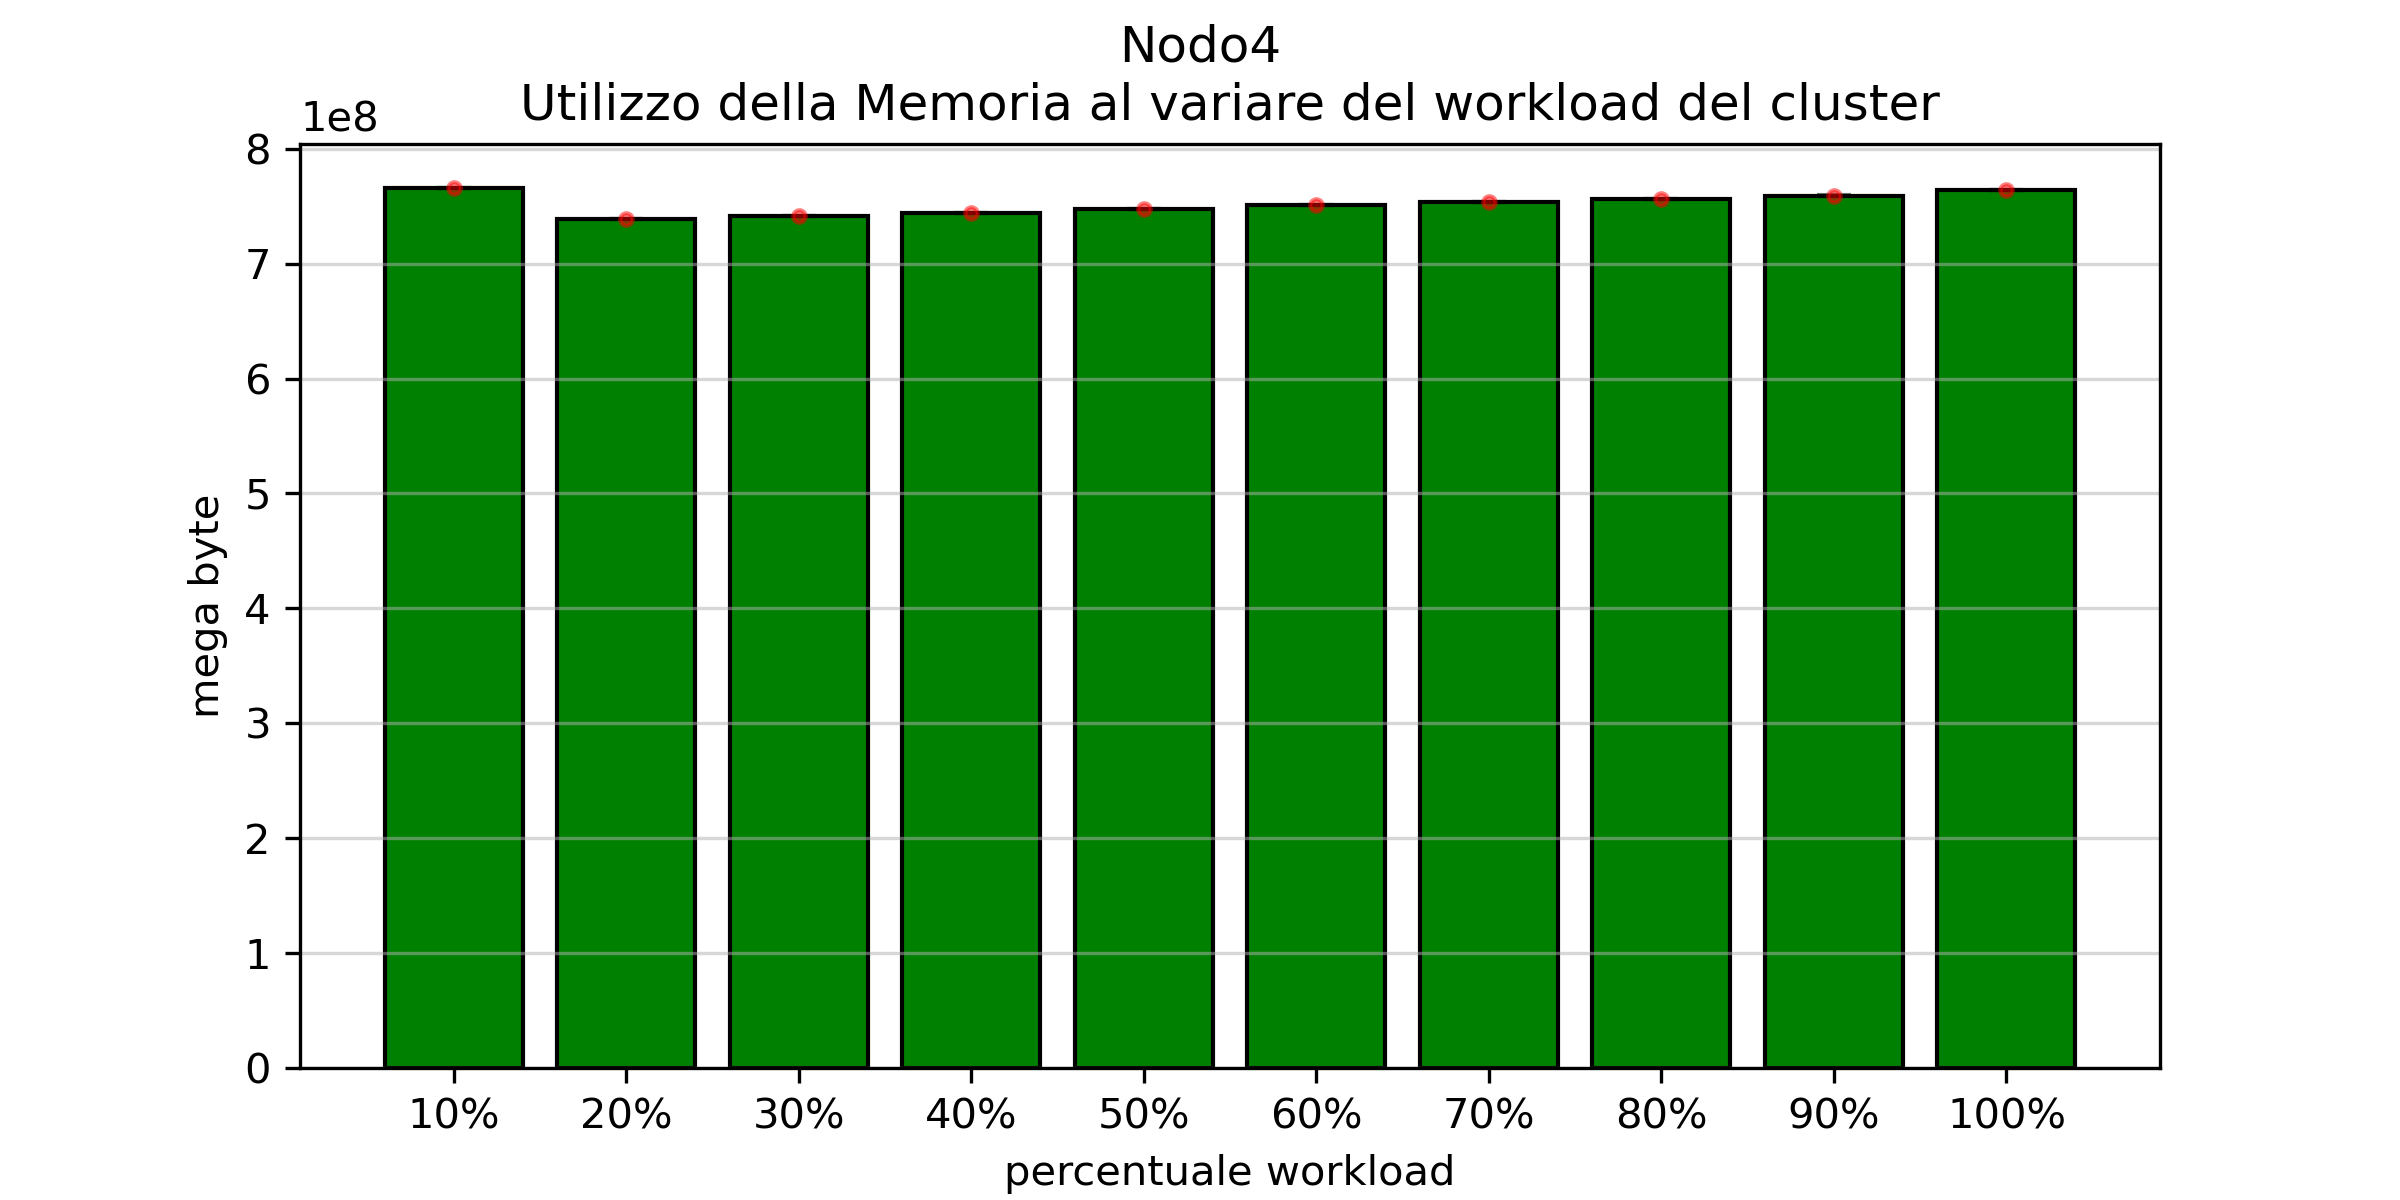 Nodo4
Utilizzo della Memoria al variare del workload del cluster
1e8
8
7
6
5
4
3
2
1
0
mega byte
10% 20% 30% 40% 50% 60% 70% 80% 90% 100%
percentuale workload